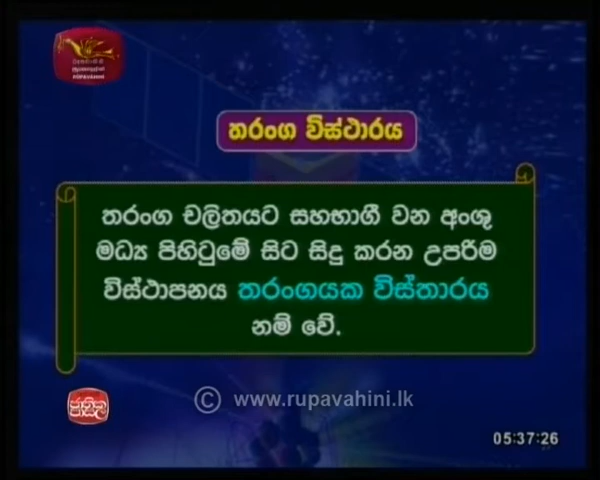 තරංග විස්ථාරය
තරංග චලිතයට සහභාගී වන අංශු
මධ්‍ය පිහිටුමේ සිට සිදු කරන උපරිම
විස්ථාපනය තරංගයක විස්තාරය
නම් වේ.
ජාතික
පාසල
© www.rupavahini.lk
05:37:26